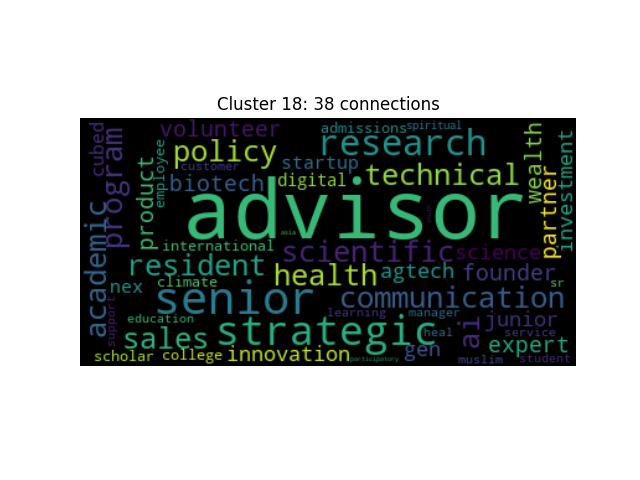 Cluster 18: 38 connections
cubed
program
volunteer
admissions
spiritual
policy
customer
employee
product
startup
research
wealth
investment
partner
biotech
digital
technical
advisor
asia
academic
international
scientific
science
resident
health
agtech
founder
sr
nex
climate
senior
communication
support
education
strategic
learning
manager
ai
junior
service
sales
heal
expert
scholar
college
innovation
participatory
gen
muslim
student